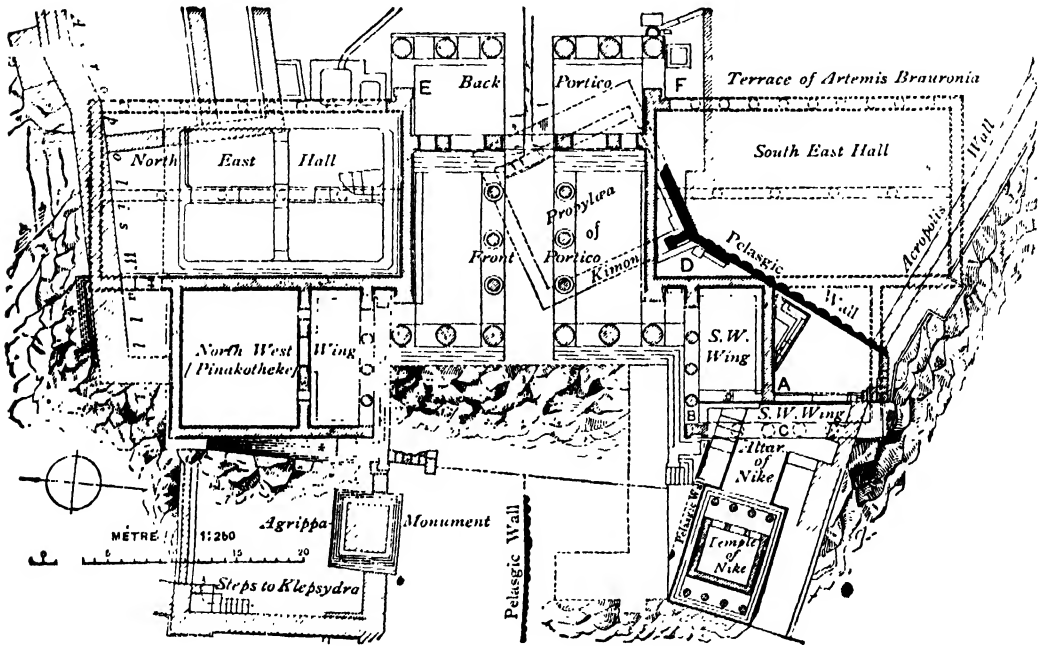 E
Back
Portico
F
Terrace of Artemis Brauronia
North
East
Hall
South East Hall
Acropolis
Wall
Propylæa
of
Kimon
Front
Portico
D
Pelasgic
Wall
North West
Wing
/Pinakotheke/
S.W.
Wing
A
B
S.W. Wing
C
Altar
of
Nike
Agrippa
Monument
METRE
1:250
5
15
20
Pelasgic Wall
Temple
of
Nike
Steps to Klepsydra